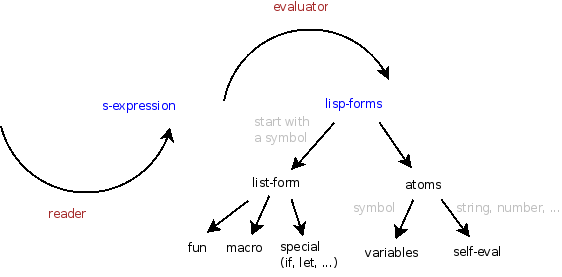 evaluator
s-expression
lisp-forms
start with
a symbol
list-form
atoms
reader
symbol
string, number, ...
fun
macro
special
(if, let, ...)
variables
self-eval